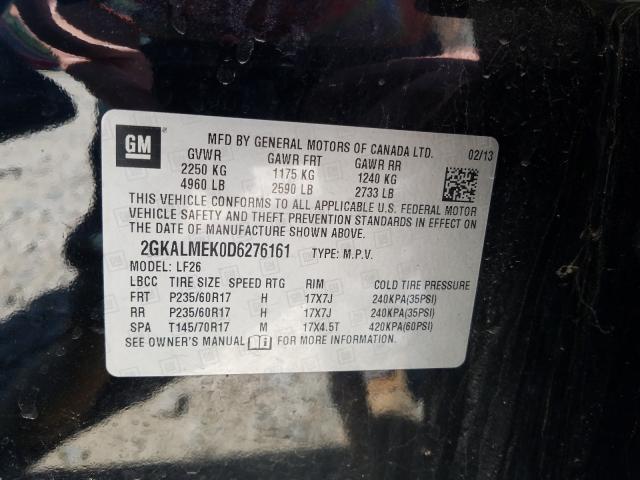 GM
MFD BY GENERAL MOTORS OF CANADA LTD. 02/13
GVWR GAWR FRT GAWR RR
2250 KG 1175 KG 1240 KG
4960 LB 2590 LB 2733 LB
THIS VEHICLE CONFORMS TO ALL APPLICABLE U.S. FEDERAL MOTOR
VEHICLE SAFETY AND THEFT PREVENTION STANDARDS IN EFFECT ON
THE DATE OF MANUFACTURE SHOWN ABOVE.
2GKALMEK0D6276161 TYPE: M.P.V.
MODEL: LF26
LBCC TIRE SIZE SPEED RTG RIM COLD TIRE PRESSURE
FRT P235/60R17 H 17X7J 240KPA(35PSI)
RR P235/60R17 H 17X7J 240KPA(35PSI)
SPA T145/70R17 M 17X4.5T 420KPA(60PSI)
SEE OWNER'S MANUAL FOR MORE INFORMATION.